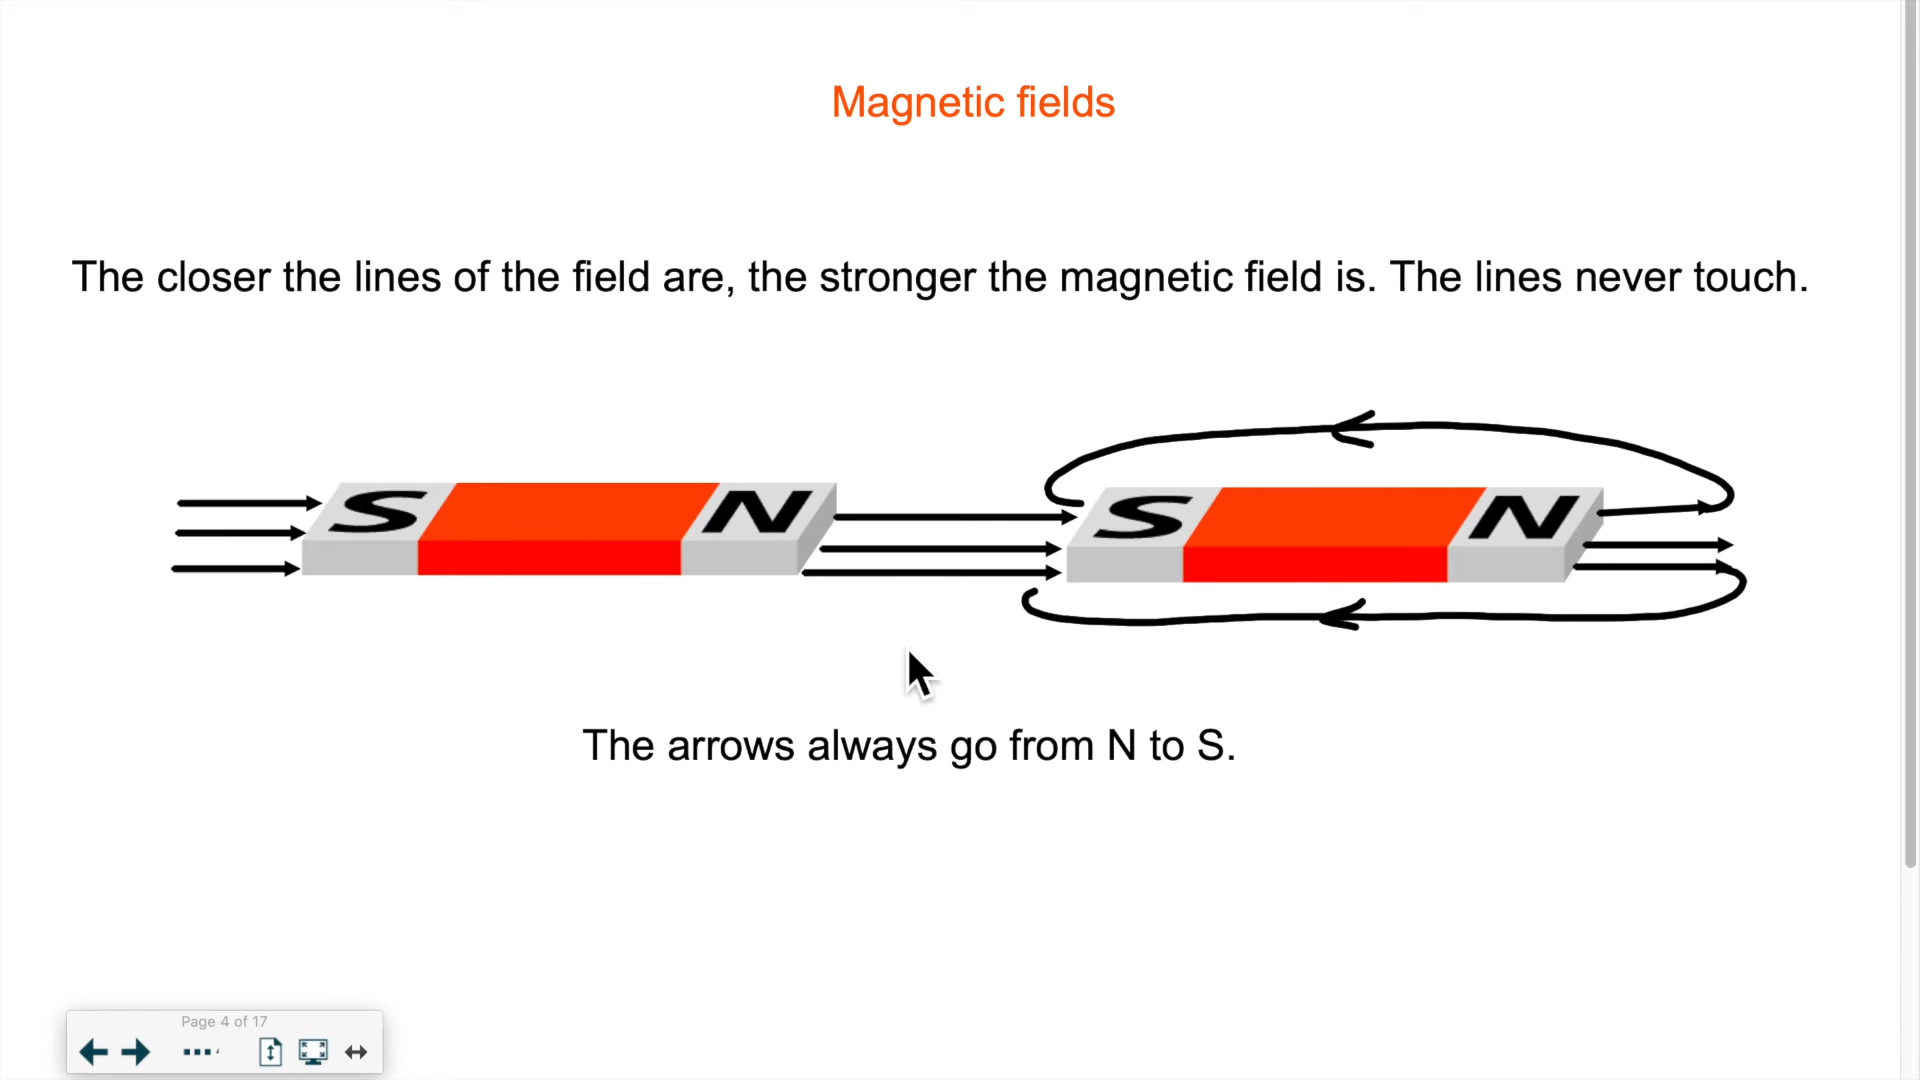 Magnetic fields
The closer the lines of the field are, the stronger the magnetic field is. The lines never touch.
S N S N
The arrows always go from N to S.
Page 4 of 17